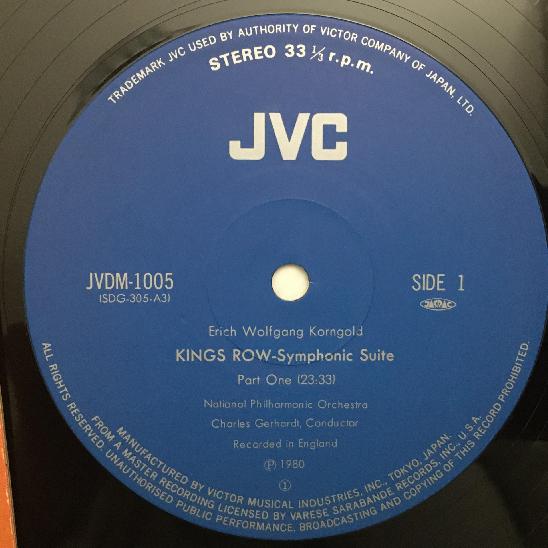 TRADEMARK JVC USED BY AUTHORITY OF VICTOR COMPANY OF JAPAN, LTD.
STEREO 33 ⅓ r.p.m.
JVC
JVDM-1005
(SDG-305-A3)
SIDE 1
JASRAC
Erich Wolfgang Korngold
KINGS ROW-Symphonic Suite
Part One (23:33)
National Philharmonic Orchestra
Charles Gerhardt, Conductor
Recorded in England
Ⓟ 1980
①
MANUFACTURED BY VICTOR MUSICAL INDUSTRIES, INC., TOKYO, JAPAN.
FROM A MASTER RECORDING LICENSED BY VARESE SARABANDE RECORDS INC., U.S.A.
ALL RIGHTS RESERVED. UNAUTHORISED PUBLIC PERFORMANCE, BROADCASTING AND COPYING OF THIS RECORD PROHIBITED.